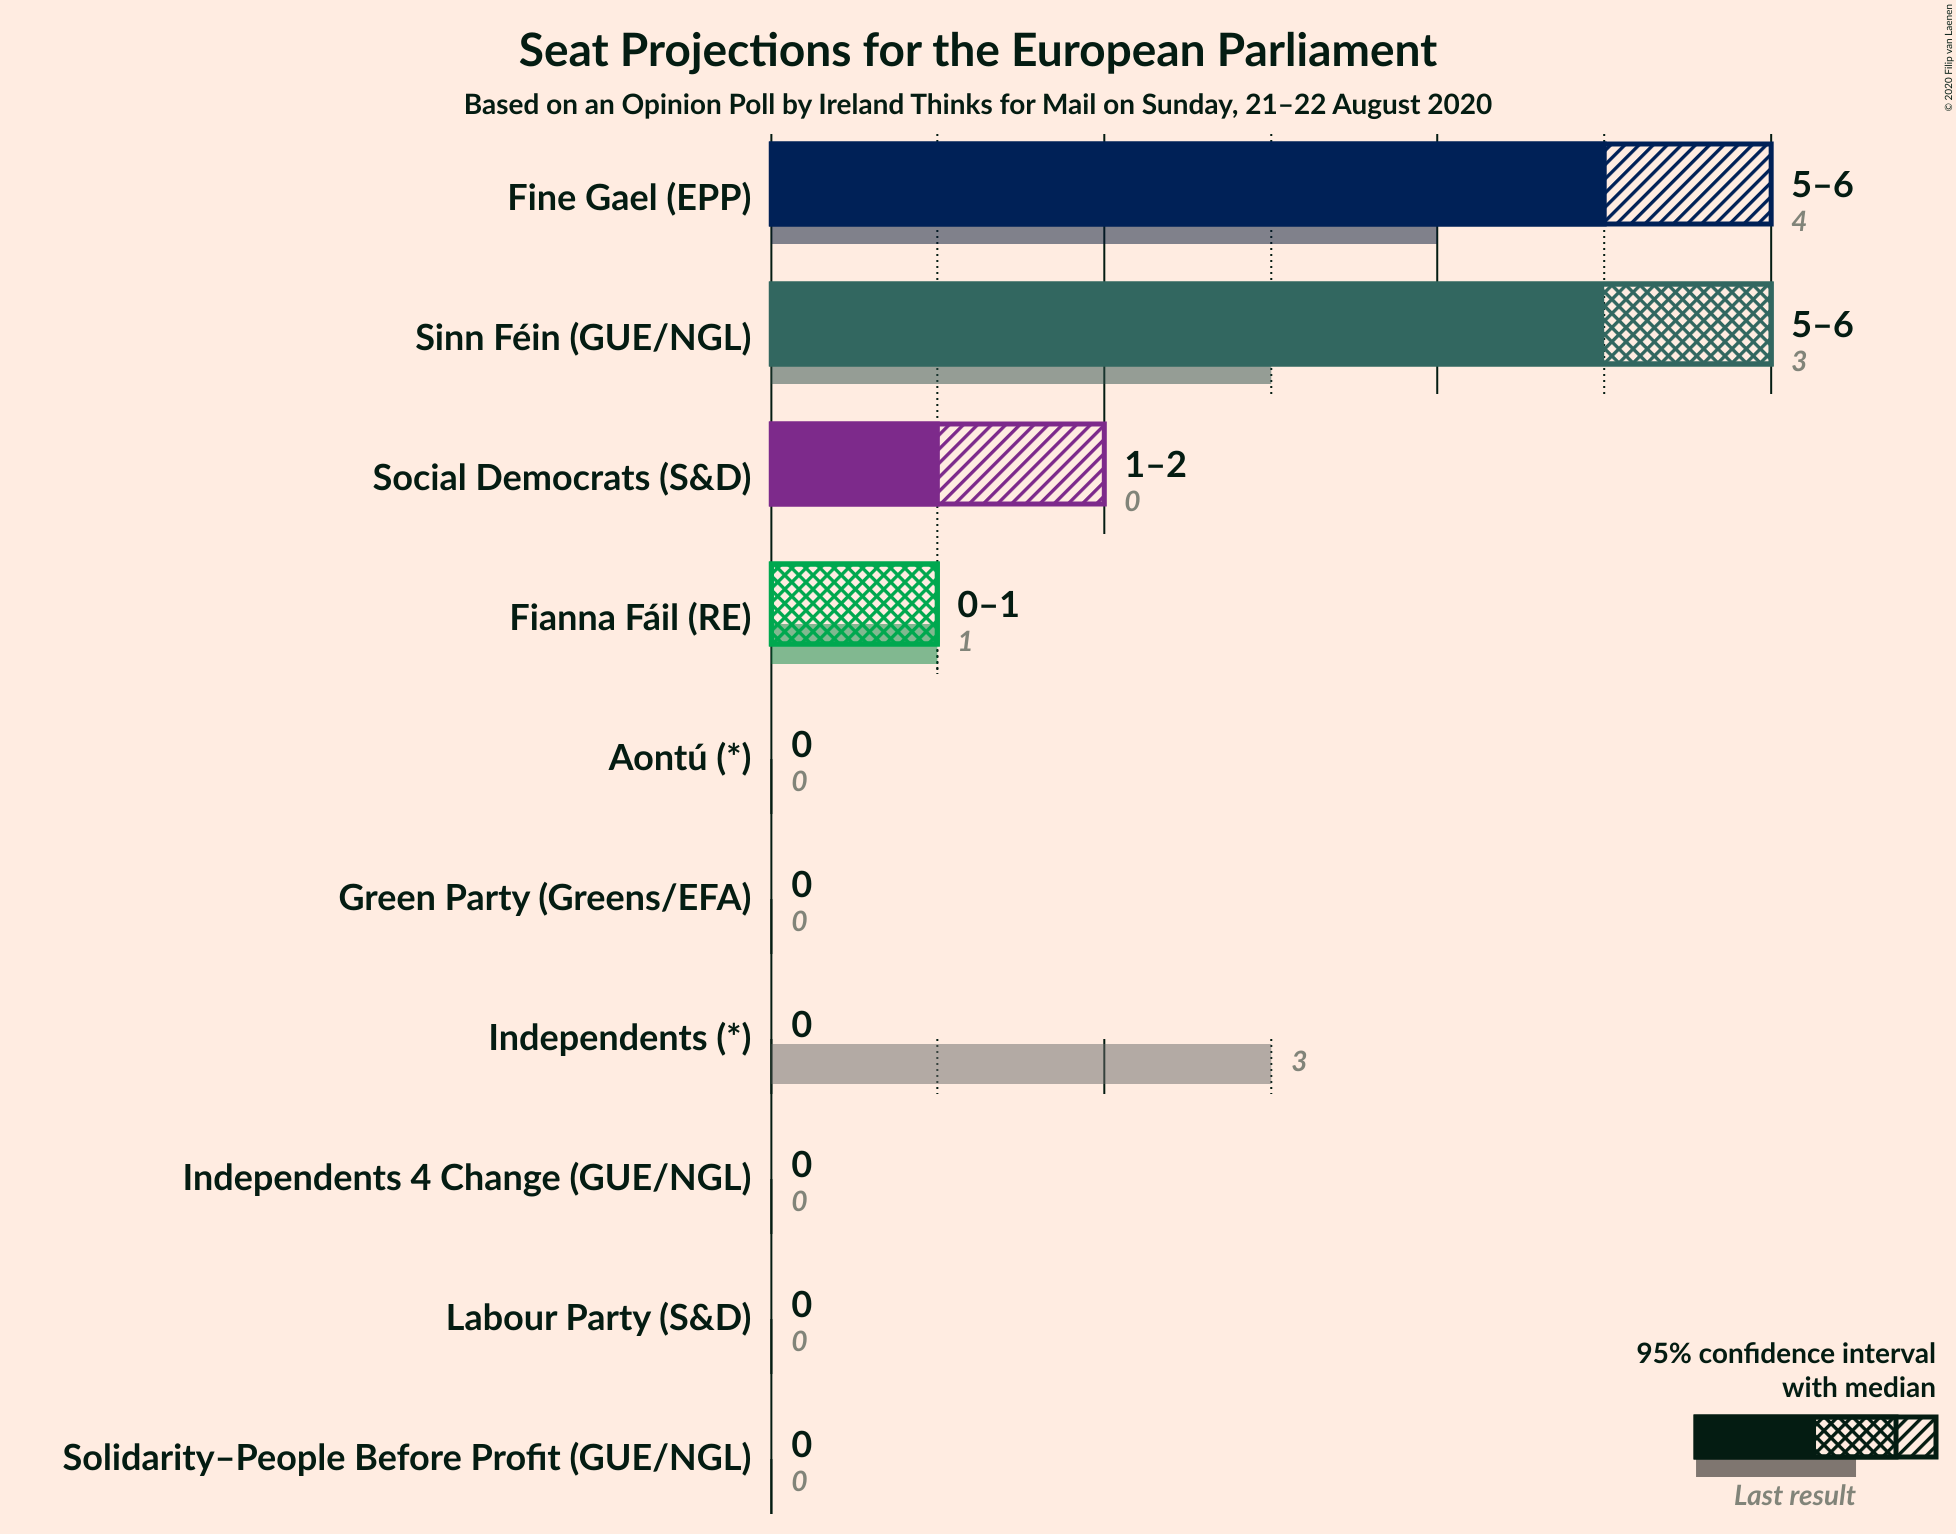 Seat Projections for the European Parliament
Based on an Opinion Poll by Ireland Thinks for Mail on Sunday, 21–22 August 2020
© 2020 Filip van Laenen
Fine Gael (EPP)
5–6
4
Sinn Féin (GUE/NGL)
5–6
3
Social Democrats (S&D)
1–2
0
Fianna Fáil (RE)
0–1
1
Aontú (*)
0
0
Green Party (Greens/EFA)
0
0
Independents (*)
0
3
Independents 4 Change (GUE/NGL)
0
0
Labour Party (S&D)
0
0
Solidarity–People Before Profit (GUE/NGL)
0
0
95% confidence interval
with median
Last result